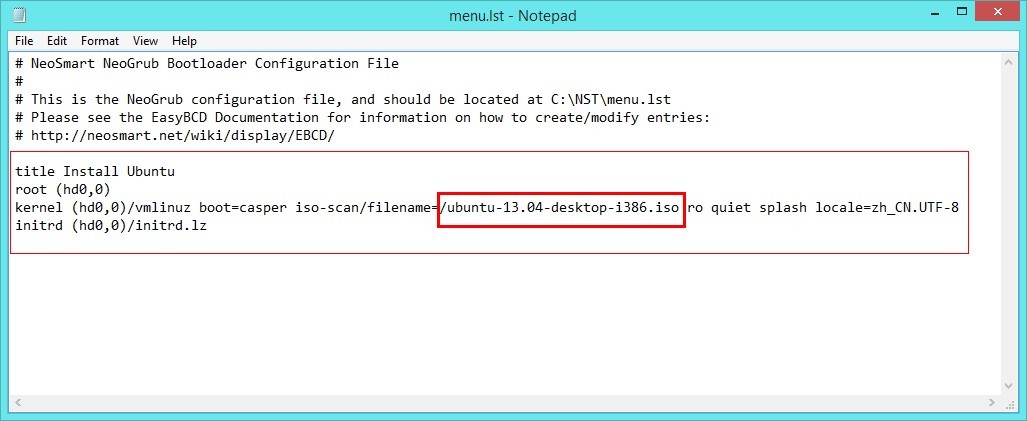 menu.lst - Notepad
File Edit Format View Help
# NeoSmart NeoGrub Bootloader Configuration File
#
# This is the NeoGrub configuration file, and should be located at C:\NST\menu.lst
# Please see the EasyBCD Documentation for information on how to create/modify entries:
# http://neosmart.net/wiki/display/EBCD/
title Install Ubuntu
root (hd0,0)
kernel (hd0,0)/vmlinuz boot=casper iso-scan/filename=/ubuntu-13.04-desktop-i386.iso ro quiet splash locale=zh_CN.UTF-8
initrd (hd0,0)/initrd.lz